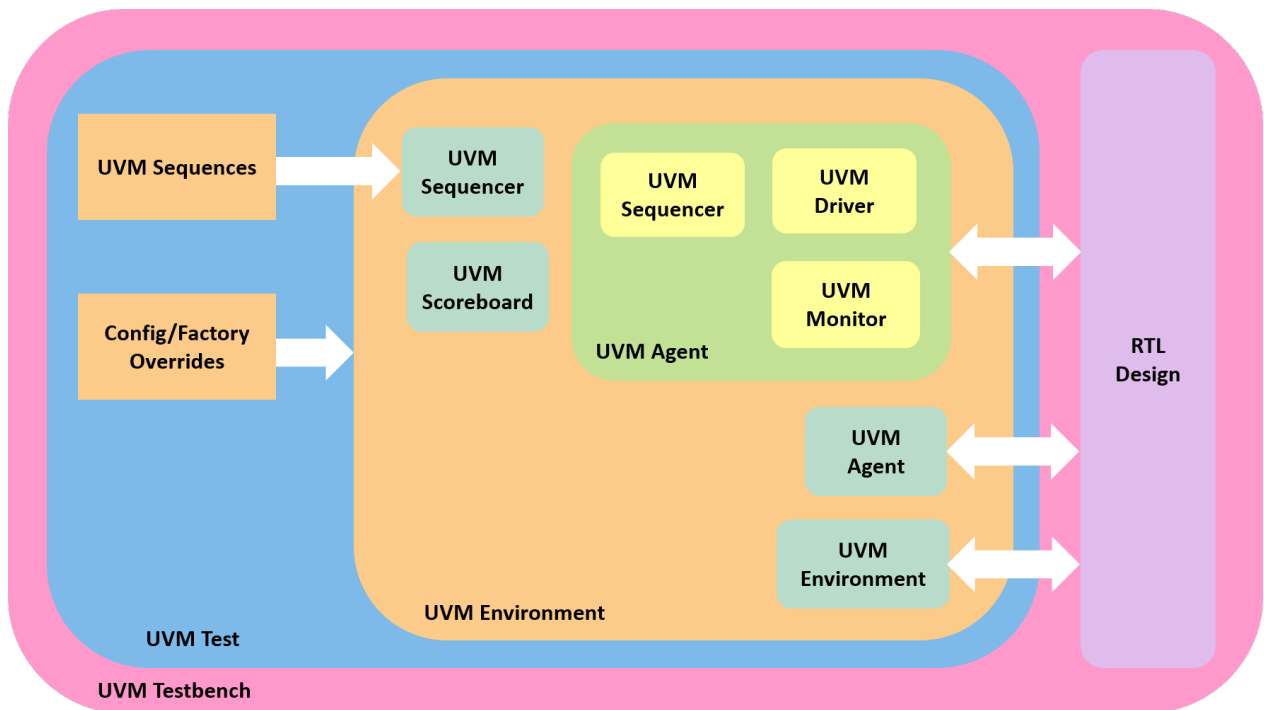 UVM Sequences
Config/Factory
Overrides
UVM
Sequencer
UVM
Scoreboard
UVM
Sequencer
UVM
Driver
UVM
Monitor
UVM Agent
UVM
Agent
UVM
Environment
UVM Environment
UVM Test
UVM Testbench
RTL
Design